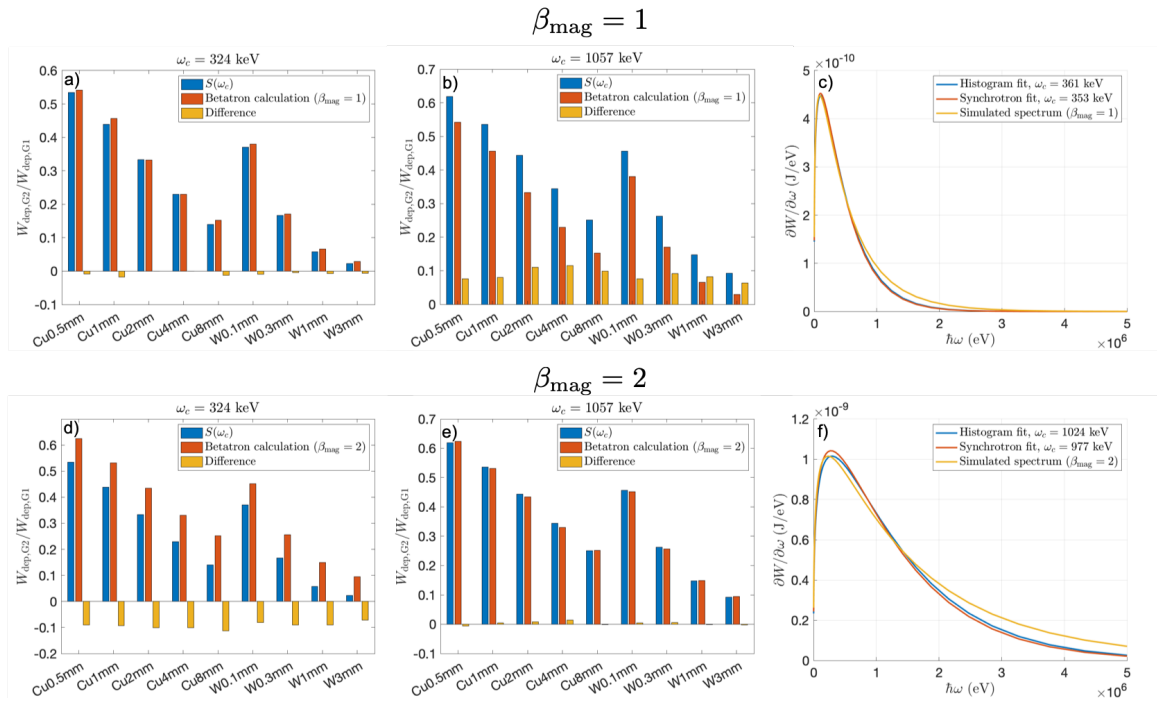 β_mag = 1
ω_c = 324 keV
a)
S(ω_c)
Betatron calculation (β_mag = 1)
Difference
W_dep,G2/W_dep,G1
0.6
0.5
0.4
0.3
0.2
0.1
0
-0.1
Cu0.5mm Cu1mm Cu2mm Cu4mm Cu8mm W0.1mm W0.3mm W1mm W3mm
ω_c = 1057 keV
b)
S(ω_c)
Betatron calculation (β_mag = 1)
Difference
W_dep,G2/W_dep,G1
0.7
0.6
0.5
0.4
0.3
0.2
0.1
0
Cu0.5mm Cu1mm Cu2mm Cu4mm Cu8mm W0.1mm W0.3mm W1mm W3mm
×10^-10
c)
Histogram fit, ω_c = 361 keV
Synchrotron fit, ω_c = 353 keV
Simulated spectrum (β_mag = 1)
∂W/∂ω (J/eV)
5
4
3
2
1
0
0 1 2 3 4 5
ħω (eV)
×10^6
β_mag = 2
ω_c = 324 keV
d)
S(ω_c)
Betatron calculation (β_mag = 2)
Difference
W_dep,G2/W_dep,G1
0.6
0.5
0.4
0.3
0.2
0.1
0
-0.1
-0.2
Cu0.5mm Cu1mm Cu2mm Cu4mm Cu8mm W0.1mm W0.3mm W1mm W3mm
ω_c = 1057 keV
e)
S(ω_c)
Betatron calculation (β_mag = 2)
Difference
W_dep,G2/W_dep,G1
0.7
0.6
0.5
0.4
0.3
0.2
0.1
0
-0.1
Cu0.5mm Cu1mm Cu2mm Cu4mm Cu8mm W0.1mm W0.3mm W1mm W3mm
×10^-9
f)
Histogram fit, ω_c = 1024 keV
Synchrotron fit, ω_c = 977 keV
Simulated spectrum (β_mag = 2)
∂W/∂ω (J/eV)
1.2
1
0.8
0.6
0.4
0.2
0
0 1 2 3 4 5
ħω (eV)
×10^6